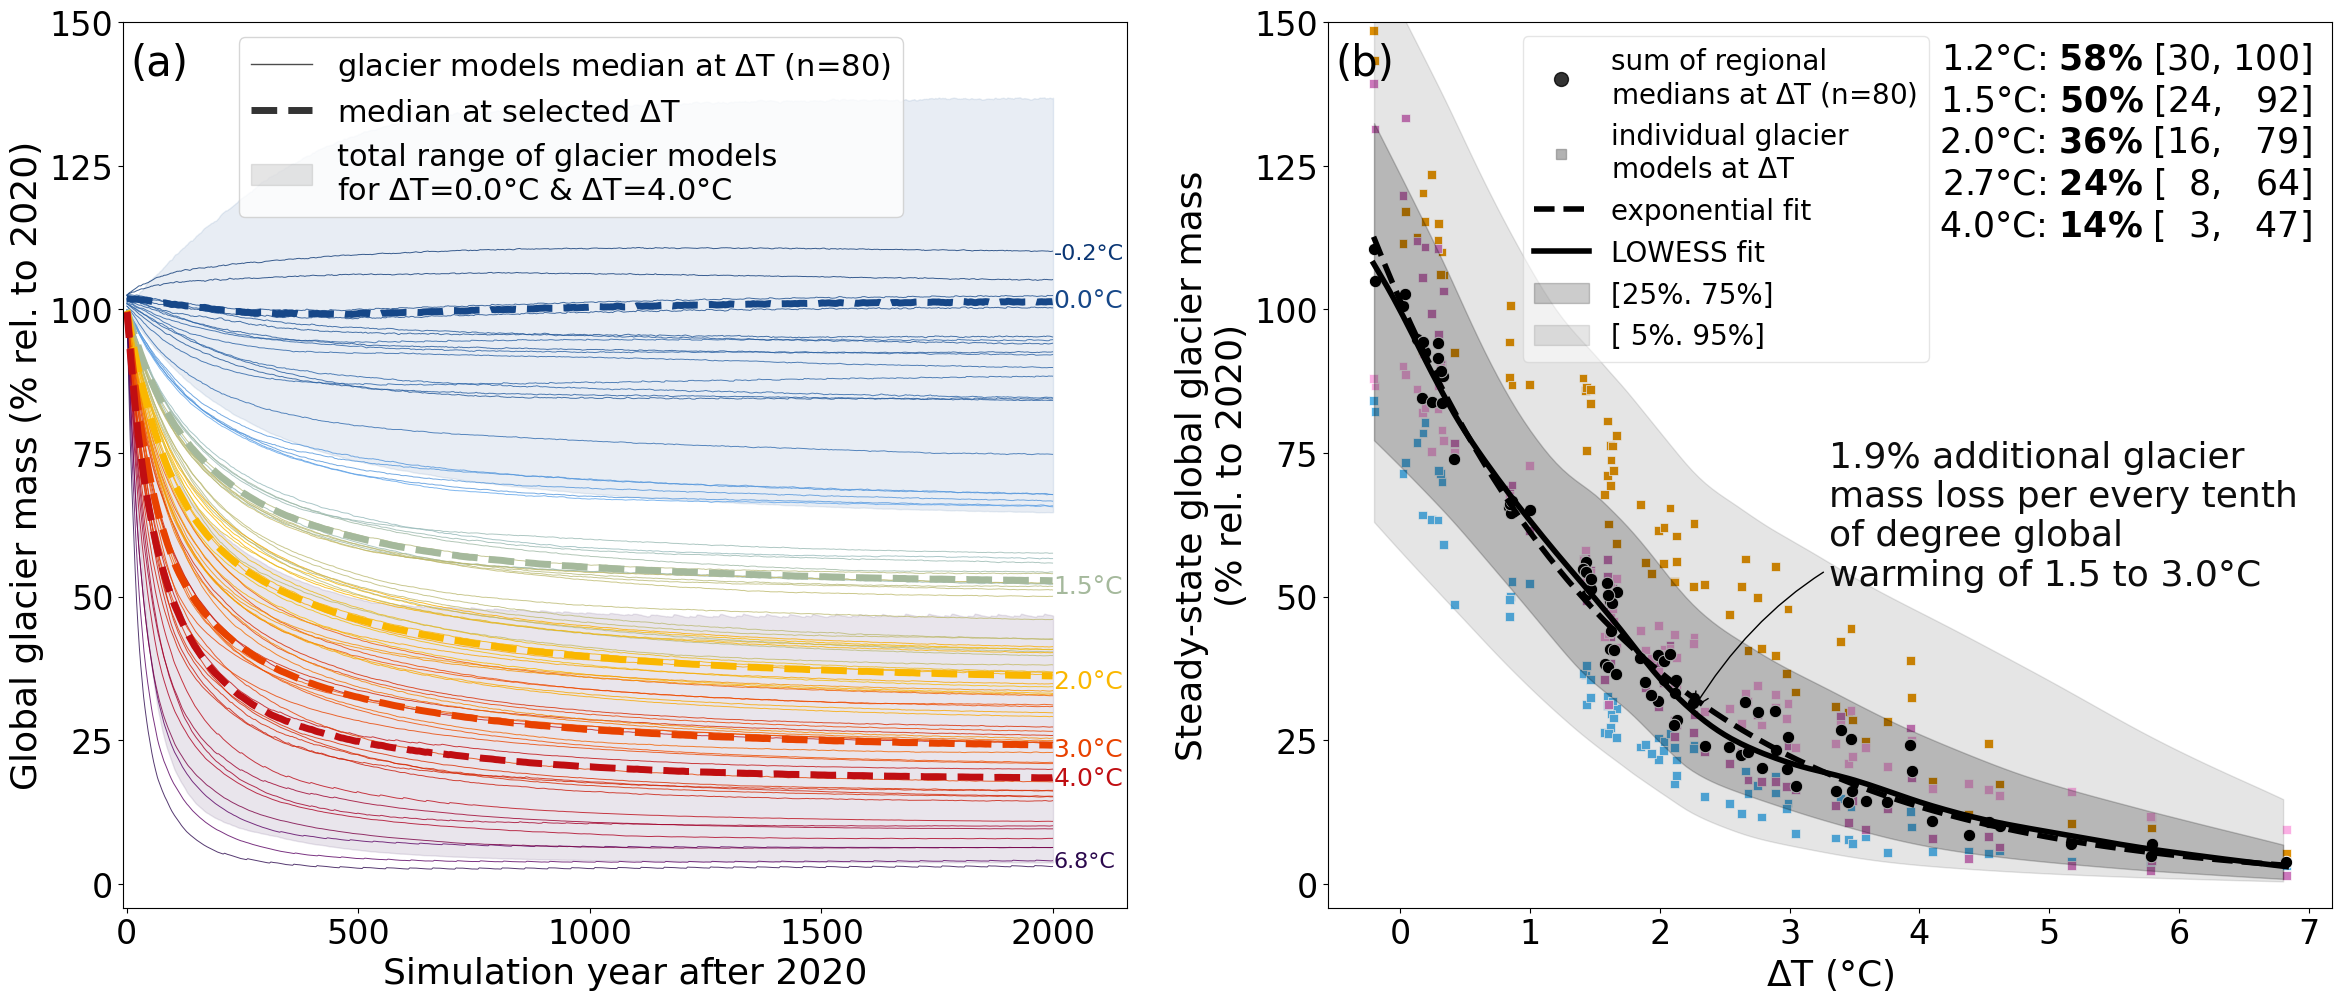 (a)
glacier models median at ΔT (n=80)
median at selected ΔT
total range of glacier models
for ΔT=0.0°C & ΔT=4.0°C
Global glacier mass (% rel. to 2020)
150
125
100
75
50
25
0
-0.2°C
0.0°C
1.5°C
2.0°C
3.0°C
4.0°C
6.8°C
0
500
1000
1500
2000
Simulation year after 2020
(b)
sum of regional
medians at ΔT (n=80)
individual glacier
models at ΔT
exponential fit
LOWESS fit
[25%. 75%]
[ 5%. 95%]
1.2°C: 58% [30, 100]
1.5°C: 50% [24, 92]
2.0°C: 36% [16, 79]
2.7°C: 24% [ 8, 64]
4.0°C: 14% [ 3, 47]
1.9% additional glacier
mass loss per every tenth
of degree global
warming of 1.5 to 3.0°C
Steady-state global glacier mass
(% rel. to 2020)
150
125
100
75
50
25
0
0
1
2
3
4
5
6
7
ΔT (°C)